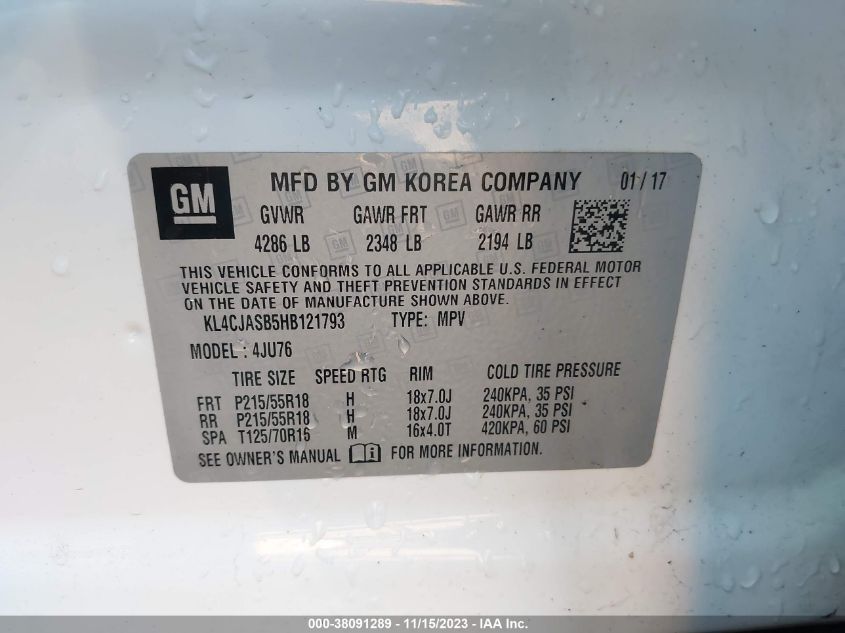 GM MFD BY GM KOREA COMPANY 01/17
GVWR GAWR FRT GAWR RR
4286 LB 2348 LB 2194 LB
THIS VEHICLE CONFORMS TO ALL APPLICABLE U.S. FEDERAL MOTOR
VEHICLE SAFETY AND THEFT PREVENTION STANDARDS IN EFFECT
ON THE DATE OF MANUFACTURE SHOWN ABOVE.
KL4CJASB5HB121793 TYPE: MPV
MODEL : 4JU76
TIRE SIZE SPEED RTG RIM COLD TIRE PRESSURE
FRT P215/55R18 H 18x7.0J 240KPA, 35 PSI
RR P215/55R18 H 18x7.0J 240KPA, 35 PSI
SPA T125/70R15 M 16x4.0T 420KPA, 60 PSI
SEE OWNER'S MANUAL FOR MORE INFORMATION.
000-38091289 - 11/15/2023 - IAA Inc.